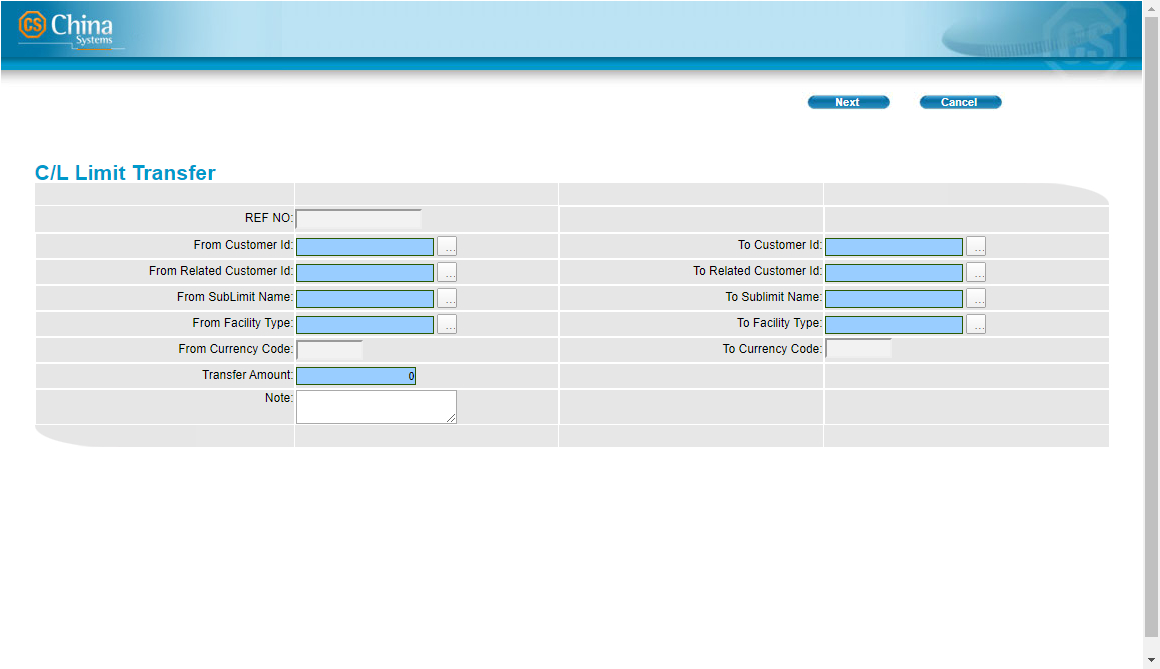 CS China
Systems
CS
Next Cancel
C/L Limit Transfer
REF NO:
From Customer Id: ... To Customer Id: ...
From Related Customer Id: ... To Related Customer Id: ...
From SubLimit Name: ... To Sublimit Name: ...
From Facility Type: ... To Facility Type: ...
From Currency Code: To Currency Code:
Transfer Amount: 0
Note: